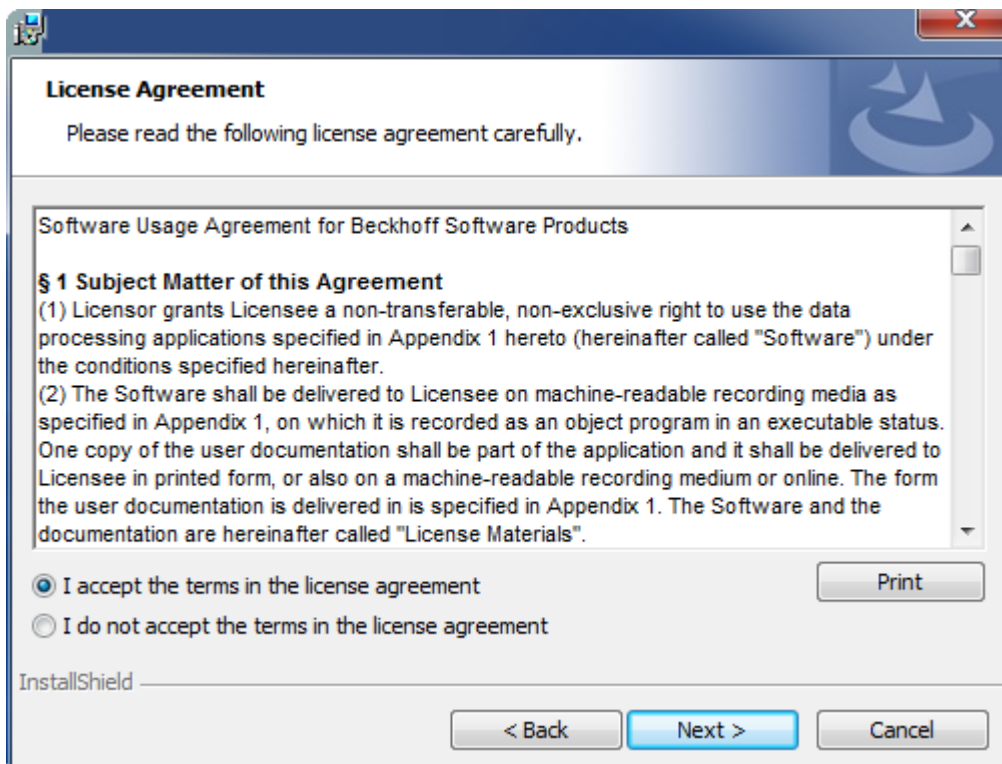 License Agreement
Please read the following license agreement carefully.
Software Usage Agreement for Beckhoff Software Products
§ 1 Subject Matter of this Agreement
(1) Licensor grants Licensee a non-transferable, non-exclusive right to use the data
processing applications specified in Appendix 1 hereto (hereinafter called "Software") under
the conditions specified hereinafter.
(2) The Software shall be delivered to Licensee on machine-readable recording media as
specified in Appendix 1, on which it is recorded as an object program in an executable status.
One copy of the user documentation shall be part of the application and it shall be delivered to
Licensee in printed form, or also on a machine-readable recording medium or online. The form
the user documentation is delivered in is specified in Appendix 1. The Software and the
documentation are hereinafter called "License Materials".
I accept the terms in the license agreement
Print
I do not accept the terms in the license agreement
InstallShield
< Back
Next >
Cancel